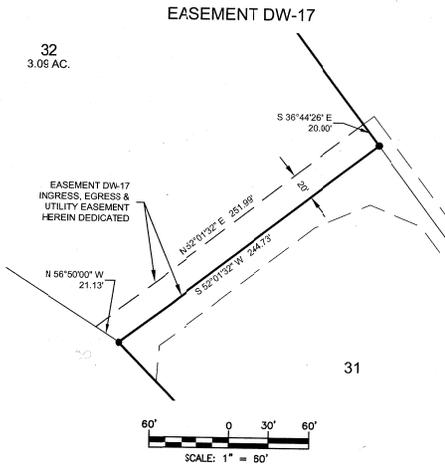 EASEMENT DW-17
32
3.09 AC.
S 36°44'26" E
20.00'
EASEMENT DW-17
INGRESS, EGRESS &
UTILITY EASEMENT
HEREIN DEDICATED
N 52°01'32" E 251.99'
20'
S 52°01'32" W 244.73'
N 56°50'00" W
21.13'
31
60' 0 30' 60'
SCALE: 1" = 60'